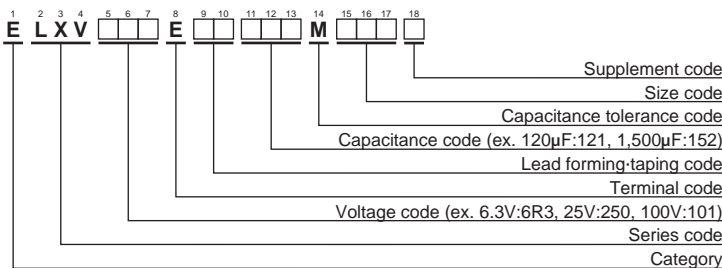 1 2 3 4 5 6 7 8 9 10 11 12 13 14 15 16 17 18
E L X V E M
Supplement code
Size code
Capacitance tolerance code
Capacitance code (ex. 120μF:121, 1,500μF:152)
Lead forming·taping code
Terminal code
Voltage code (ex. 6.3V:6R3, 25V:250, 100V:101)
Series code
Category